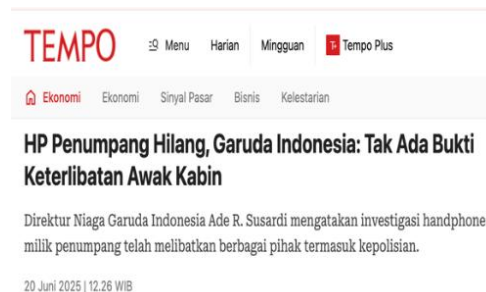 TEMPO Menu Harian Mingguan T+ Tempo Plus
Ekonomi Ekonomi Sinyal Pasar Bisnis Kelestarian
HP Penumpang Hilang, Garuda Indonesia: Tak Ada Bukti
Keterlibatan Awak Kabin
Direktur Niaga Garuda Indonesia Ade R. Susardi mengatakan investigasi handphone
milik penumpang telah melibatkan berbagai pihak termasuk kepolisian.
20 Juni 2025 | 12.26 WIB